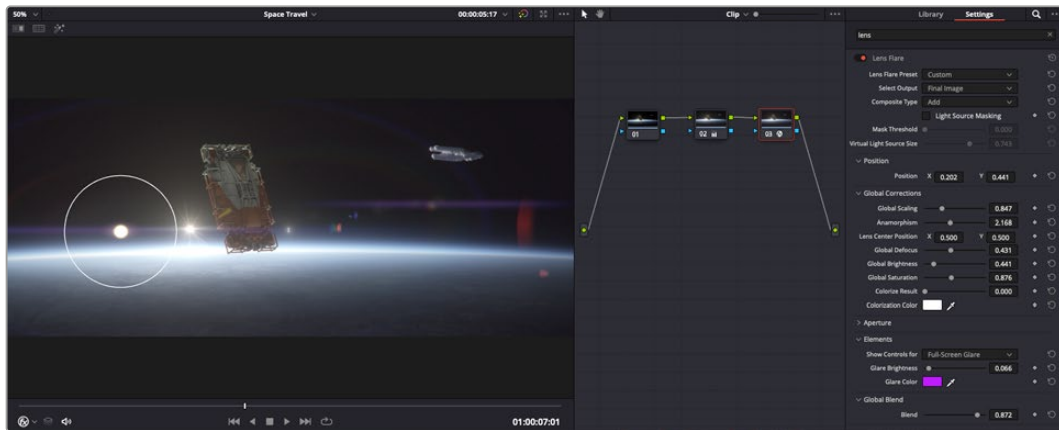 50%
Space Travel
00:00:05:17
Clip
Library
Settings
lens
Lens Flare
Lens Flare Preset
Custom
Select Output
Final Image
Composite Type
Add
Light Source Masking
Mask Threshold
0.000
Virtual Light Source Size
0.743
Position
Position X 0.202 Y 0.441
Global Corrections
Global Scaling 0.847
Anamorphism 2.168
Lens Center Position X 0.500 Y 0.500
Global Defocus 0.431
Global Brightness 0.441
Global Saturation 0.876
Colorize Result 0.000
Colorization Color
Aperture
Elements
Show Controls for Full-Screen Glare
Glare Brightness 0.066
Glare Color
Global Blend
Blend 0.872
01
02
03
01:00:07:01